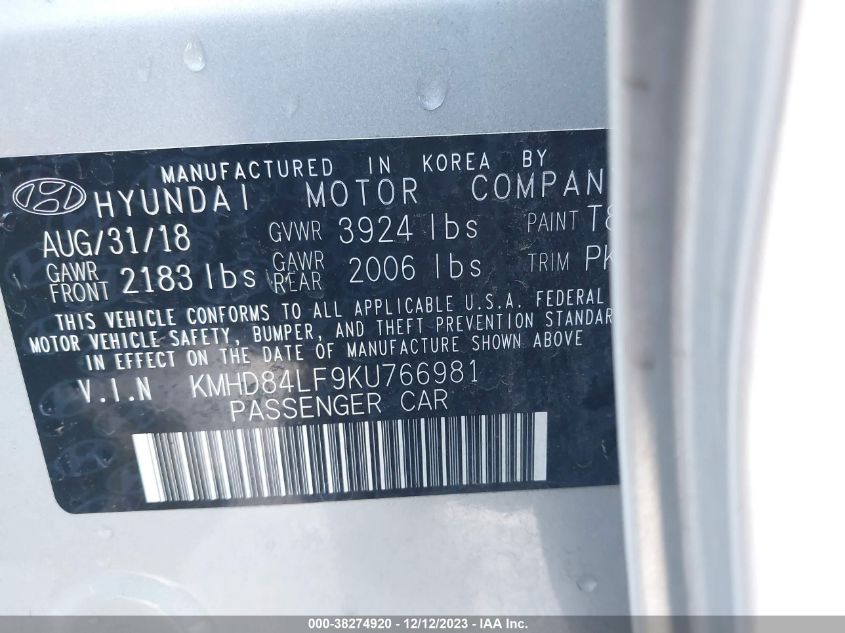 MANUFACTURED IN KOREA BY
HYUNDAI MOTOR COMPAN
AUG/31/18 GVWR 3924 lbs PAINT T8
GAWR FRONT 2183 lbs GAWR REAR 2006 lbs TRIM PK
THIS VEHICLE CONFORMS TO ALL APPLICABLE U.S.A. FEDERAL
MOTOR VEHICLE SAFETY, BUMPER, AND THEFT PREVENTION STANDAR
IN EFFECT ON THE DATE OF MANUFACTURE SHOWN ABOVE
V.I.N KMHD84LF9KU766981
PASSENGER CAR
000-38274920 - 12/12/2023 - IAA Inc.